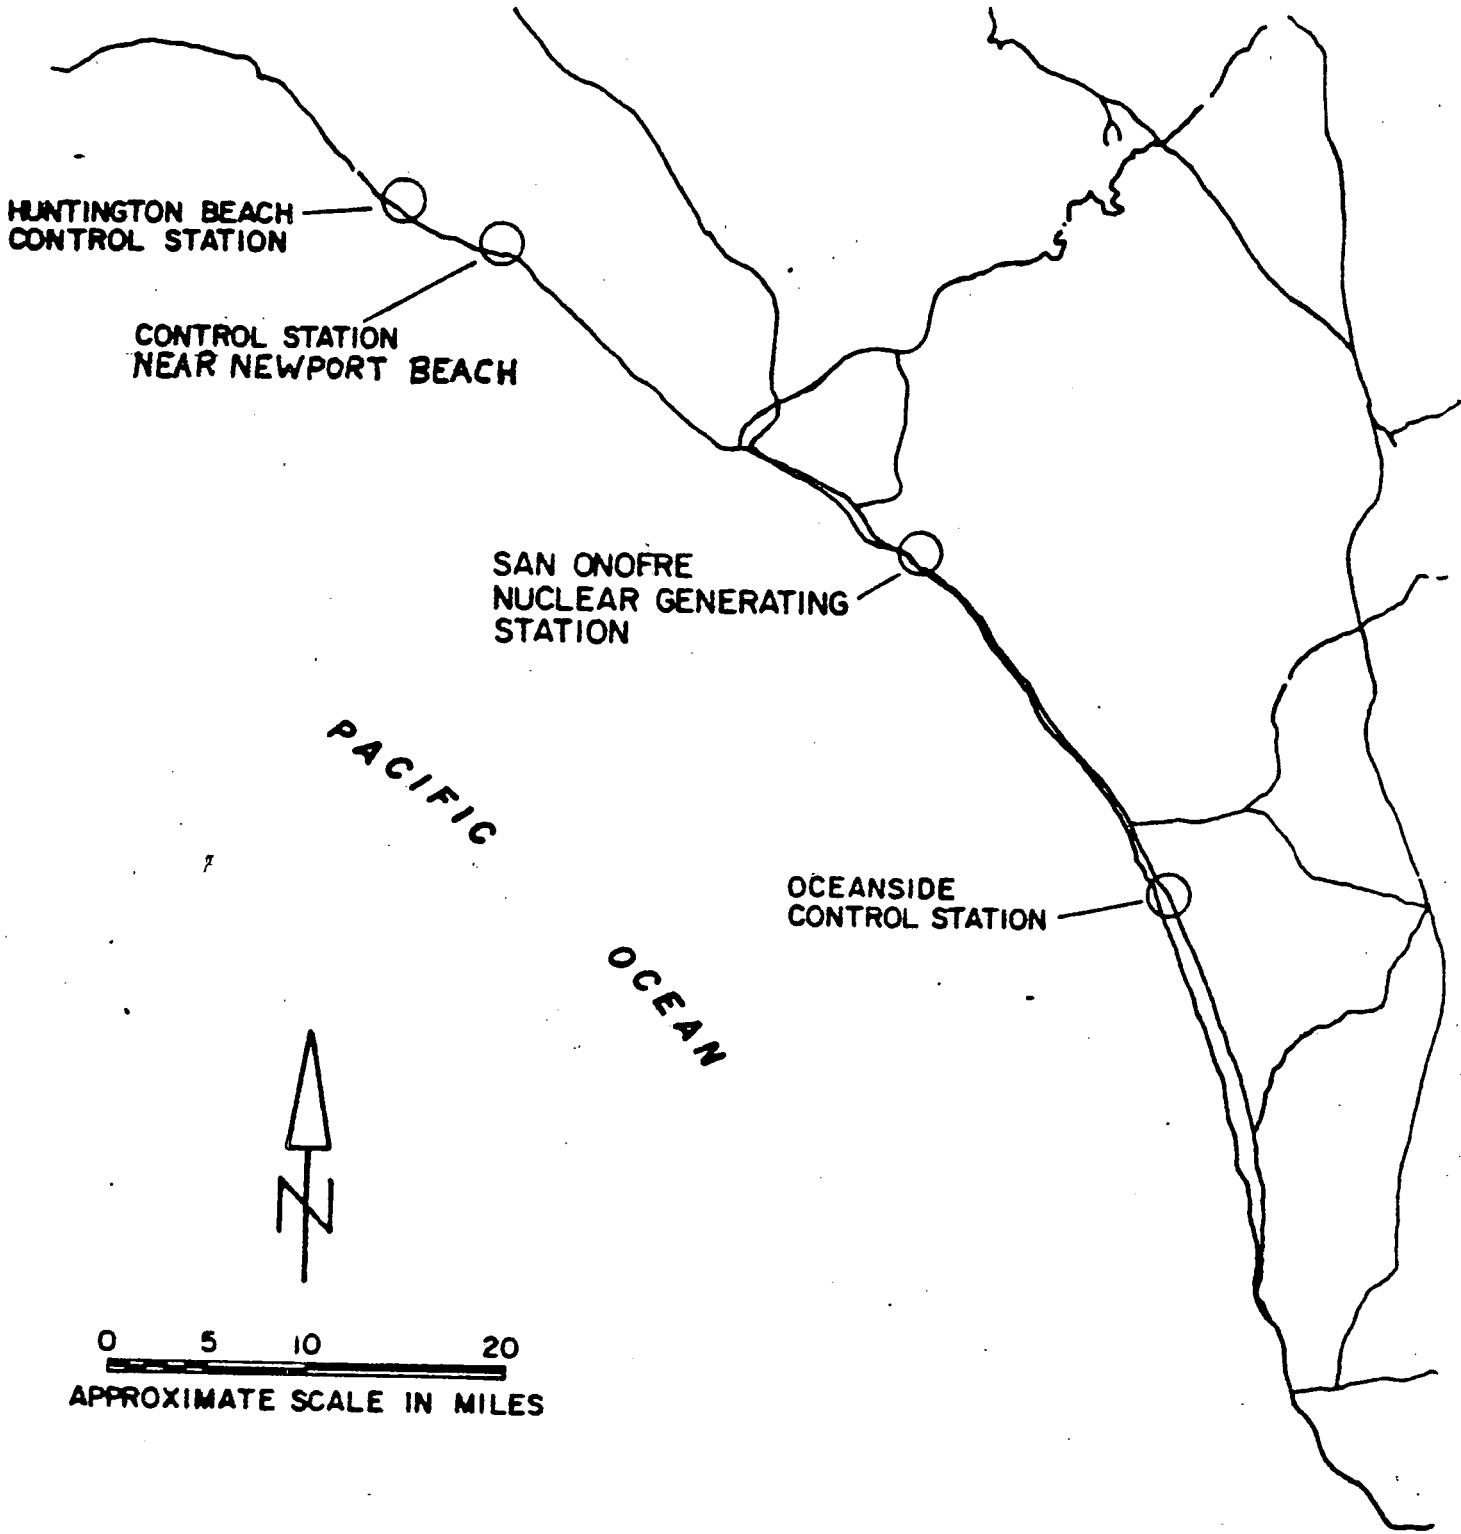 HUNTINGTON BEACH
CONTROL STATION
CONTROL STATION
NEAR NEWPORT BEACH
SAN ONOFRE
NUCLEAR GENERATING
STATION
PACIFIC
OCEANSIDE
CONTROL STATION
OCEAN
N
0 5 10 20
APPROXIMATE SCALE IN MILES